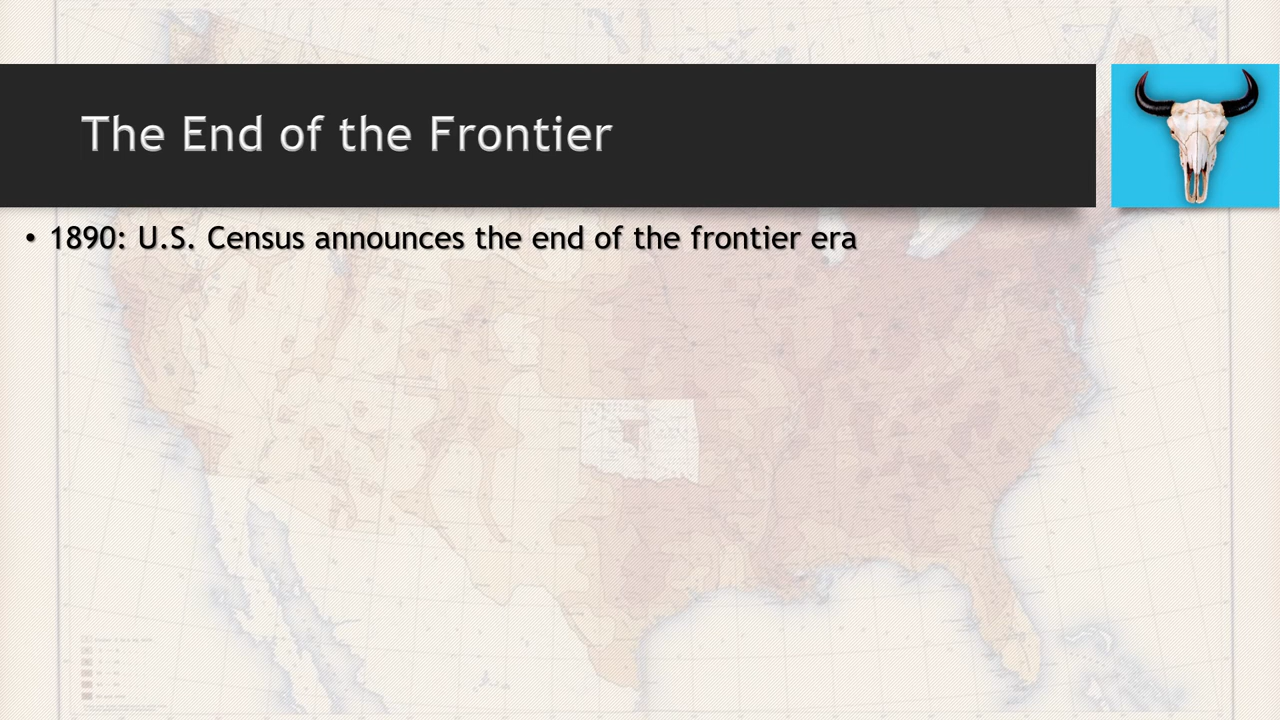 The End of the Frontier
• 1890: U.S. Census announces the end of the frontier era